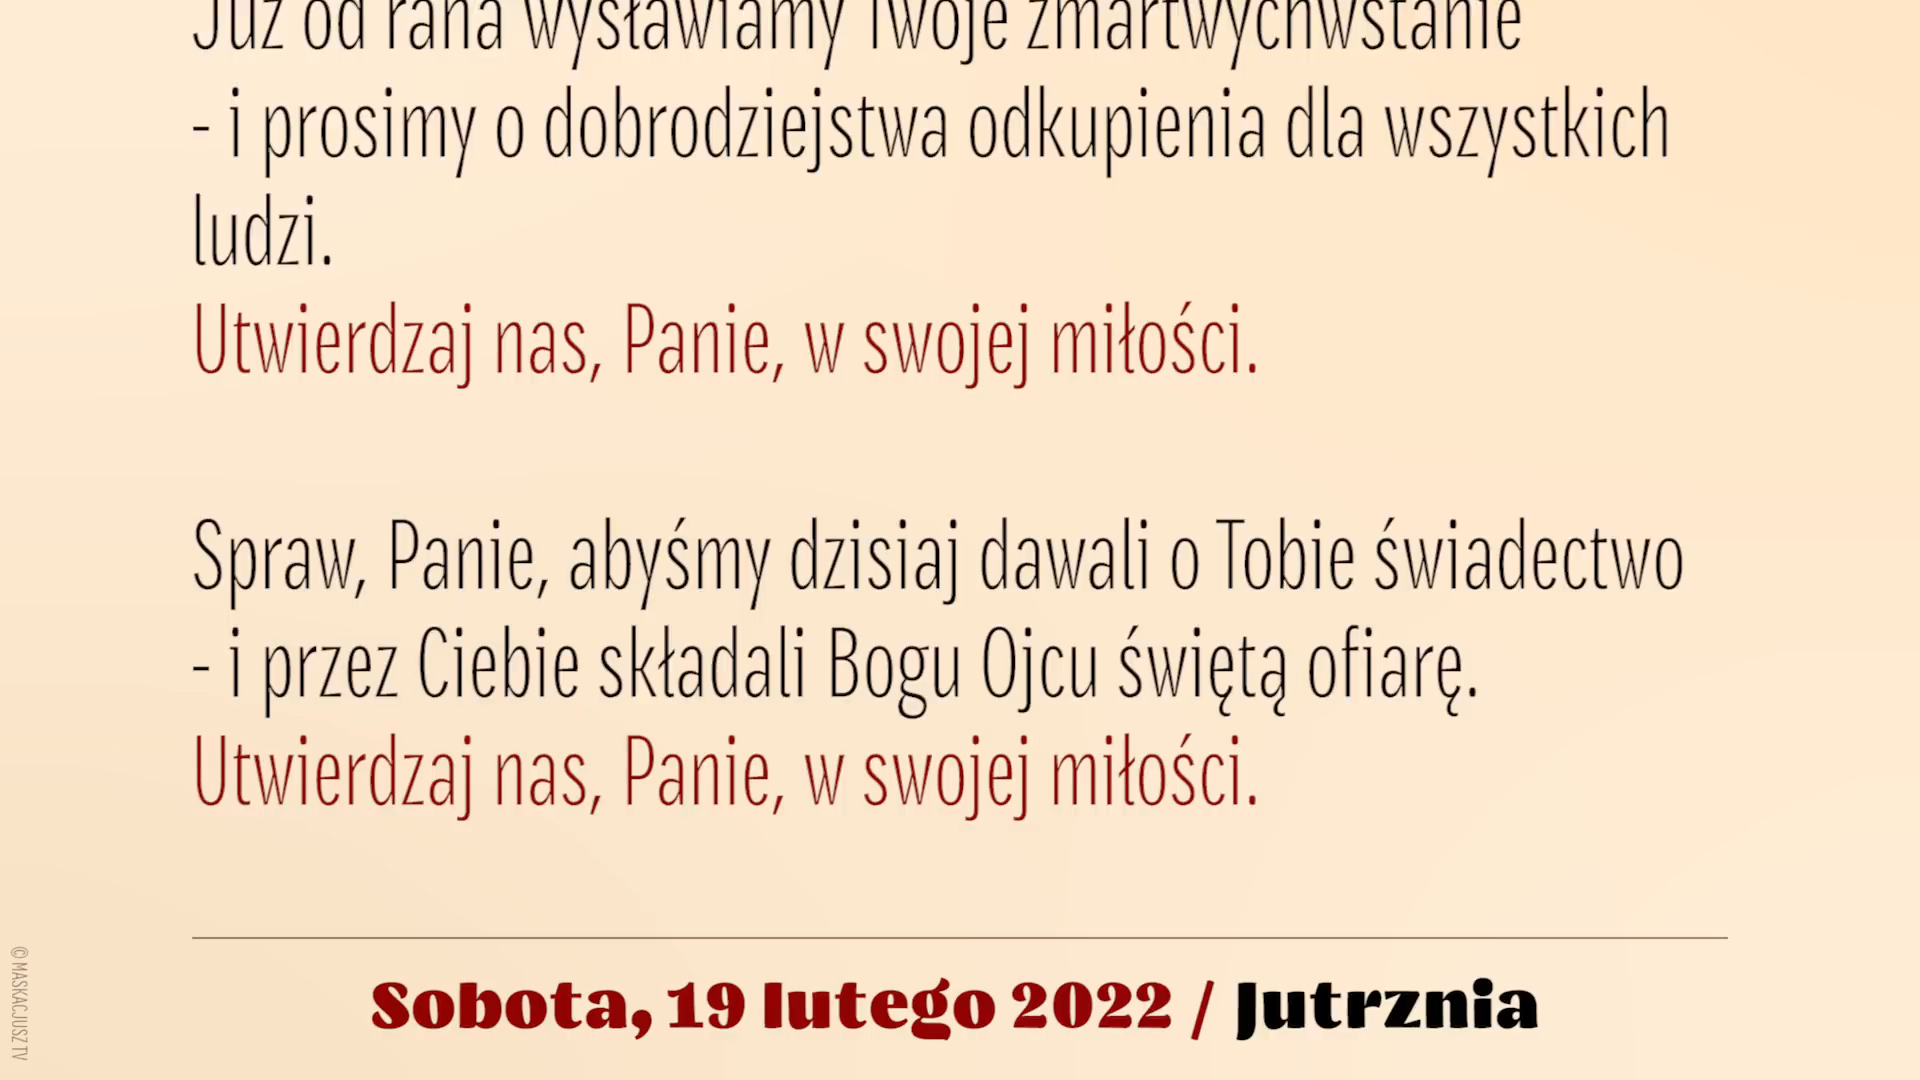 Już od rana wysławiamy Twoje zmartwychwstanie
- i prosimy o dobrodziejstwa odkupienia dla wszystkich
ludzi.
Utwierdzaj nas, Panie, w swojej miłości.
Spraw, Panie, abyśmy dzisiaj dawali o Tobie świadectwo
- i przez Ciebie składali Bogu Ojcu świętą ofiarę.
Utwierdzaj nas, Panie, w swojej miłości.
Sobota, 19 lutego 2022 / Jutrznia
© MASKACJUSZ TV